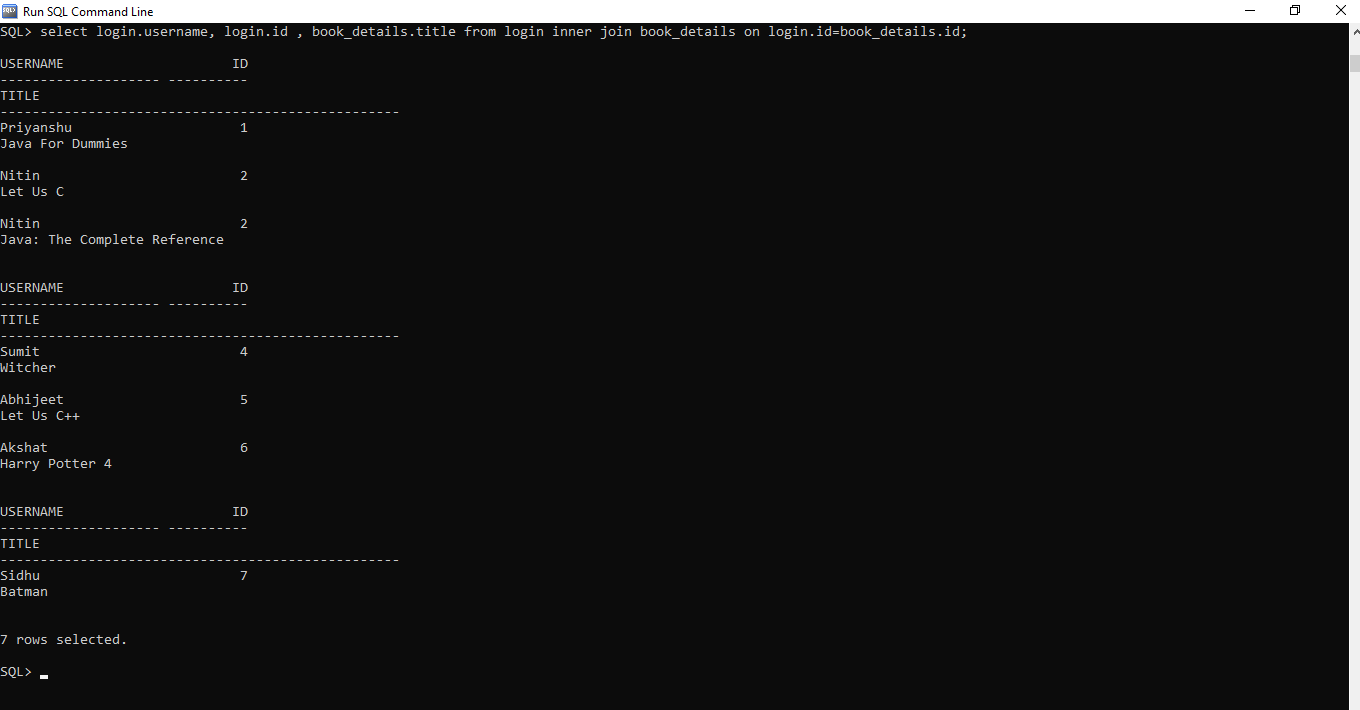 Run SQL Command Line
SQL> select login.username, login.id , book_details.title from login inner join book_details on login.id=book_details.id;
USERNAME                     ID
-------------------- ----------
TITLE
--------------------------------------------------
Priyanshu                     1
Java For Dummies
Nitin                         2
Let Us C
Nitin                         2
Java: The Complete Reference
USERNAME                     ID
-------------------- ----------
TITLE
--------------------------------------------------
Sumit                         4
Witcher
Abhijeet                      5
Let Us C++
Akshat                        6
Harry Potter 4
USERNAME                     ID
-------------------- ----------
TITLE
--------------------------------------------------
Sidhu                         7
Batman
7 rows selected.
SQL>